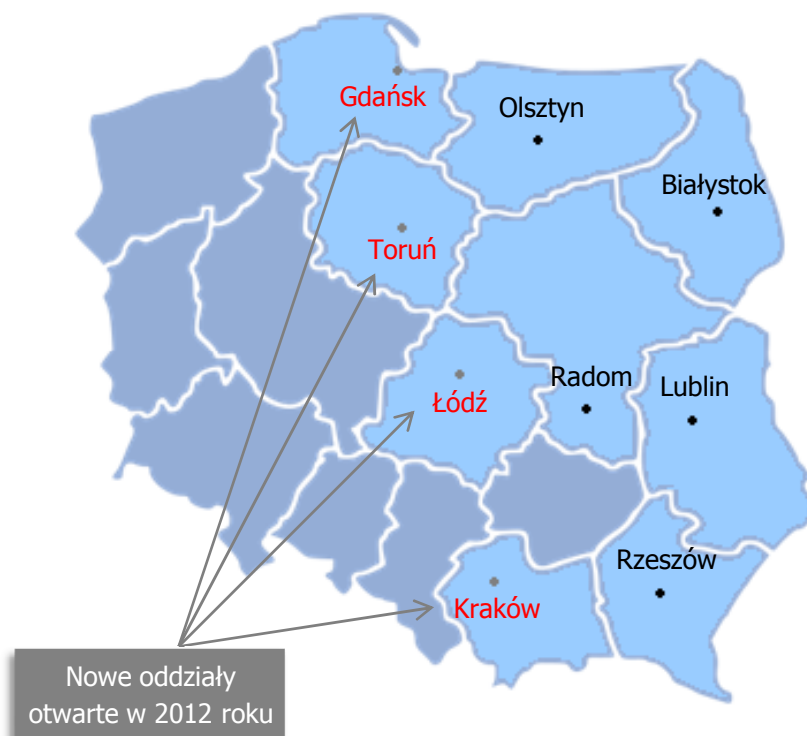 Gdańsk
Olsztyn
Białystok
Toruń
Radom
Lublin
Łódź
Rzeszów
Kraków
Nowe oddziały
otwarte w 2012 roku